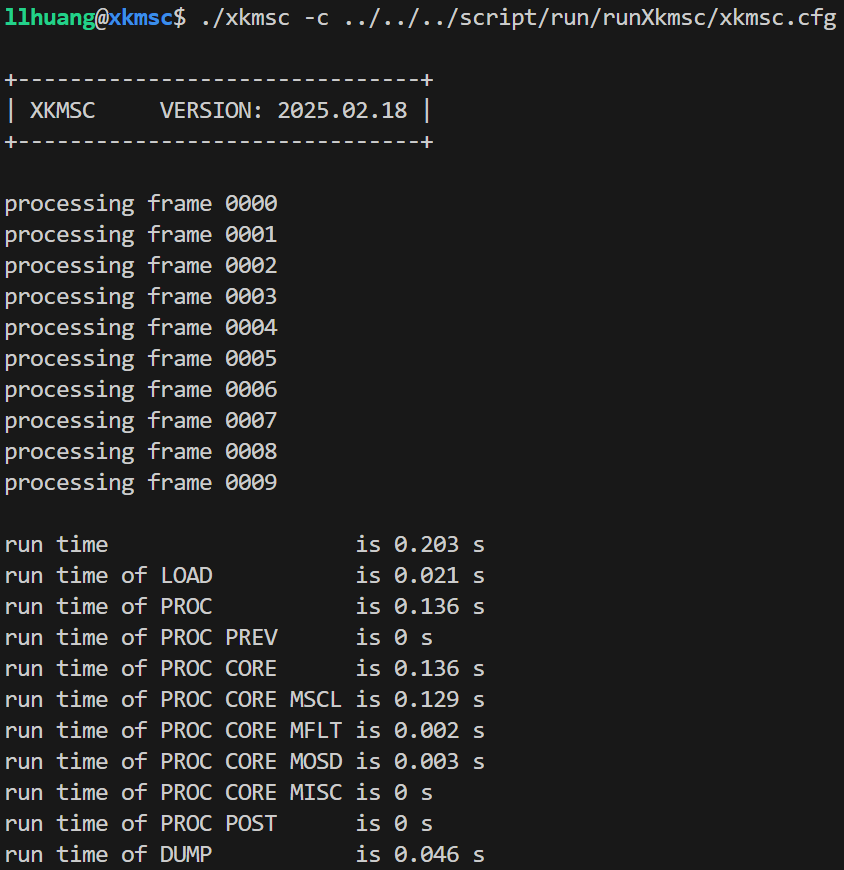 llhuang@xkmsc$ ./xkmsc -c ../../../script/run/runXkmsc/xkmsc.cfg
+-------------------------------+
| XKMSC     VERSION: 2025.02.18 |
+-------------------------------+
processing frame 0000
processing frame 0001
processing frame 0002
processing frame 0003
processing frame 0004
processing frame 0005
processing frame 0006
processing frame 0007
processing frame 0008
processing frame 0009
run time                   is 0.203 s
run time of LOAD           is 0.021 s
run time of PROC           is 0.136 s
run time of PROC PREV      is 0 s
run time of PROC CORE      is 0.136 s
run time of PROC CORE MSCL is 0.129 s
run time of PROC CORE MFLT is 0.002 s
run time of PROC CORE MOSD is 0.003 s
run time of PROC CORE MISC is 0 s
run time of PROC POST      is 0 s
run time of DUMP           is 0.046 s